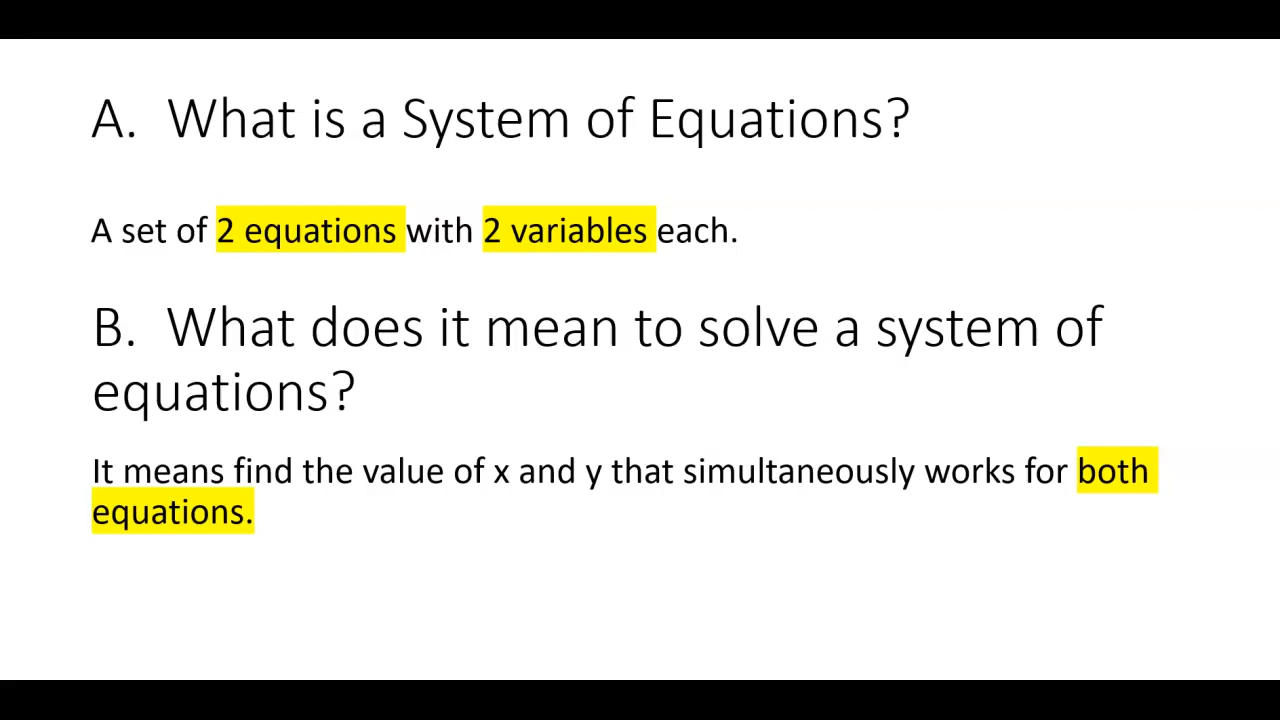 A. What is a System of Equations?
A set of 2 equations with 2 variables each.
B. What does it mean to solve a system of
equations?
It means find the value of x and y that simultaneously works for both
equations.